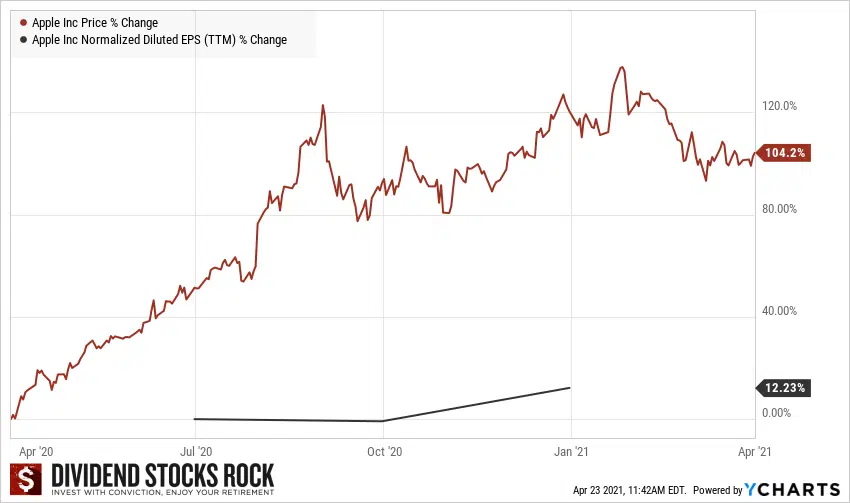 Apple Inc Price % Change
Apple Inc Normalized Diluted EPS (TTM) % Change
120.0%
104.2%
80.00%
40.00%
12.23%
0.00%
Apr '20
Jul '20
Oct '20
Jan '21
Apr '21
$ DIVIDEND STOCKS ROCK
INVEST WITH CONVICTION, ENJOY YOUR RETIREMENT
Apr 23 2021, 11:42AM EDT. Powered by YCHARTS